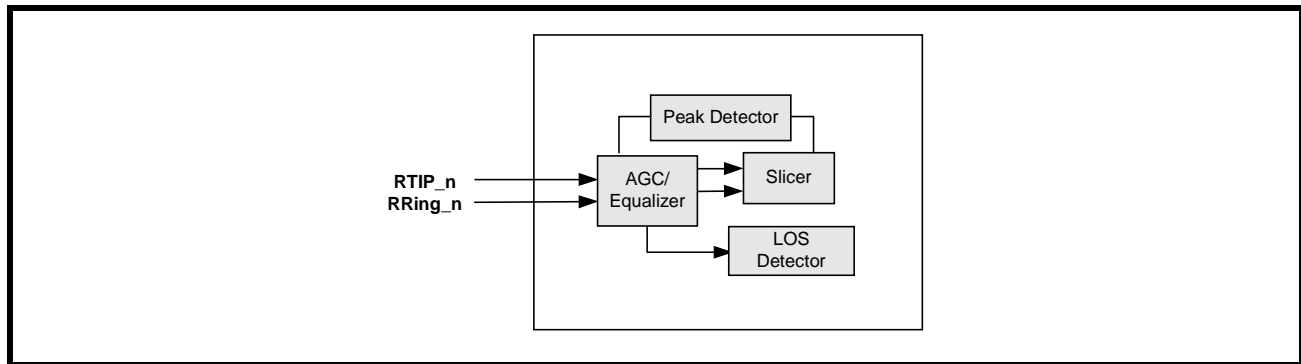 Peak Detector
RTIP_n
RRing_n
AGC/
Equalizer
Slicer
LOS
Detector